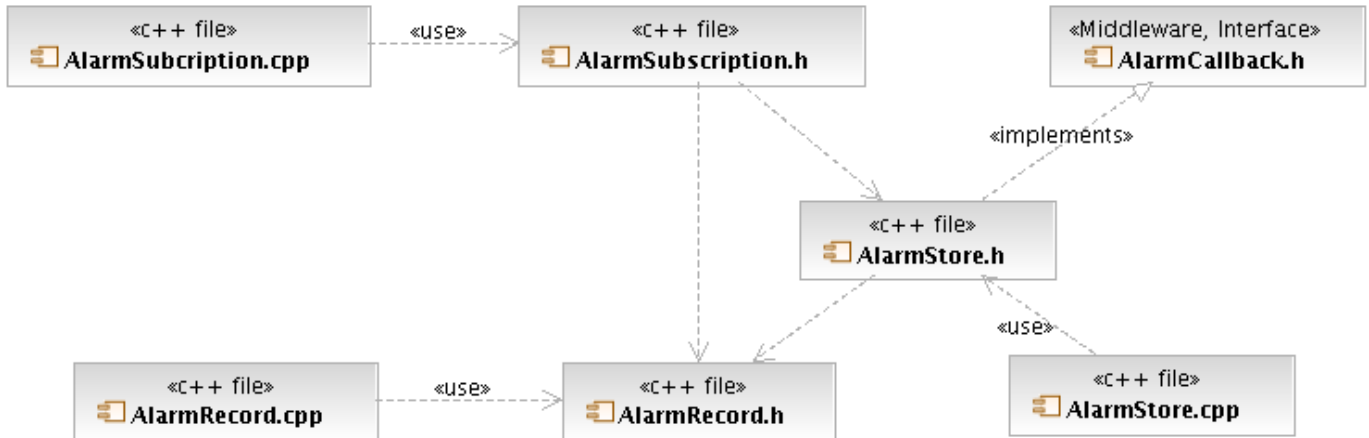 «c++ file»
AlarmSubcription.cpp
«use»
«c++ file»
AlarmSubscription.h
«Middleware, Interface»
AlarmCallback.h
«implements»
«c++ file»
AlarmStore.h
«use»
«c++ file»
AlarmRecord.cpp
«use»
«c++ file»
AlarmRecord.h
«c++ file»
AlarmStore.cpp